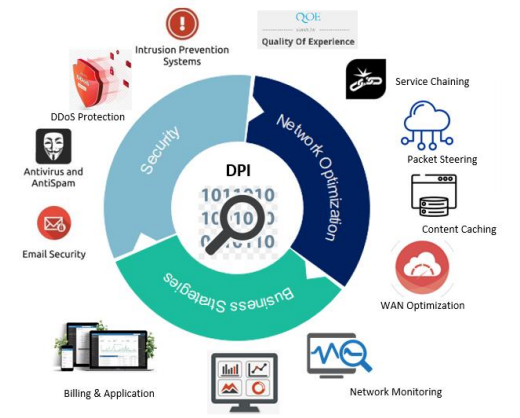 Intrusion Prevention
Systems
QOE
Quality Of Experience
DDoS Protection
Service Chaining
Antivirus and
AntiSpam
Packet Steering
Security
Network Optimization
DPI
Email Security
Content Caching
Business Strategies
WAN Optimization
Billing & Application
Network Monitoring